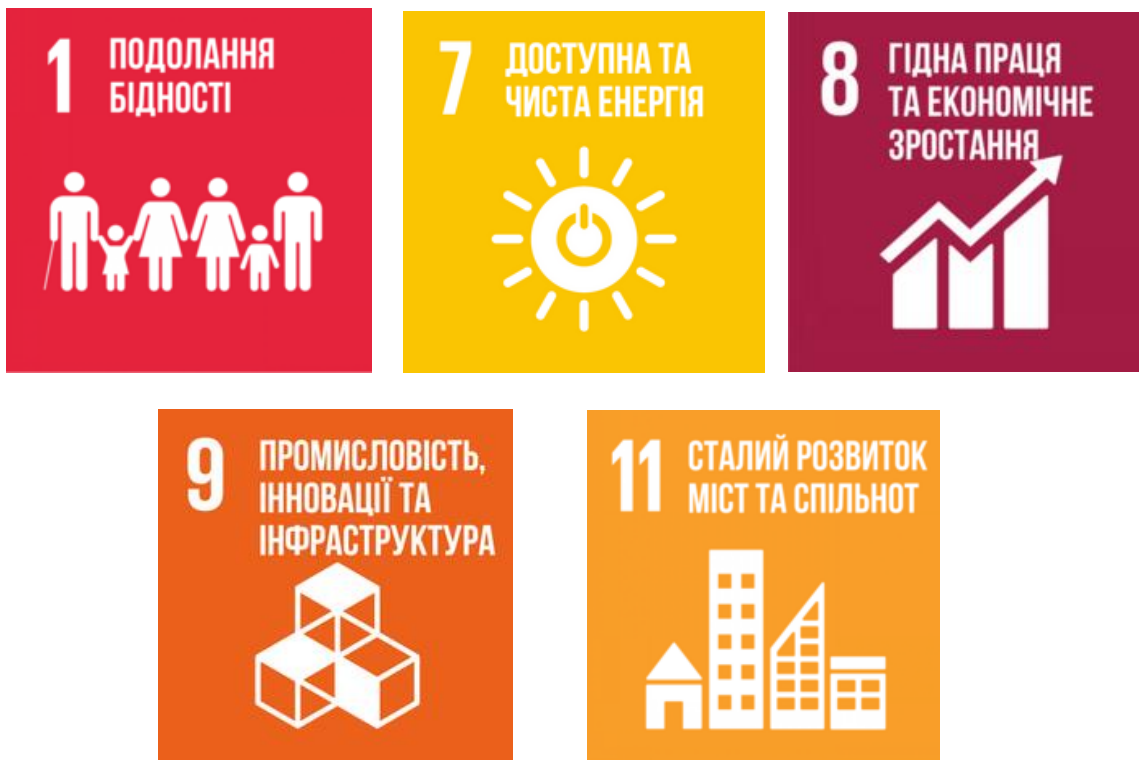 1 ПОДОЛАННЯ
БІДНОСТІ
7 ДОСТУПНА ТА
ЧИСТА ЕНЕРГІЯ
8 ГІДНА ПРАЦЯ
ТА ЕКОНОМІЧНЕ
ЗРОСТАННЯ
9 ПРОМИСЛОВІСТЬ,
ІННОВАЦІЇ ТА
ІНФРАСТРУКТУРА
11 СТАЛИЙ РОЗВИТОК
МІСТ ТА СПІЛЬНОТ